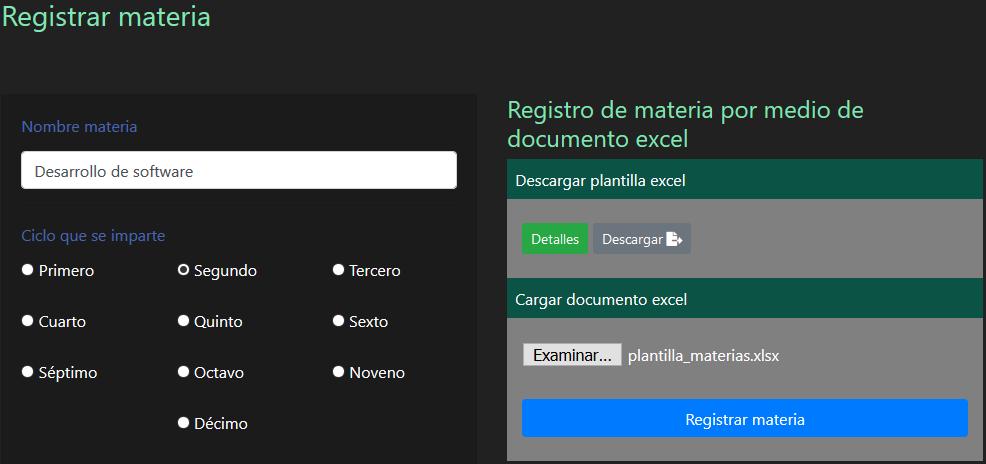 Registrar materia
Nombre materia
Desarrollo de software
Ciclo que se imparte
Primero Segundo Tercero
Cuarto Quinto Sexto
Séptimo Octavo Noveno
Décimo
Registro de materia por medio de
documento excel
Descargar plantilla excel
Detalles Descargar
Cargar documento excel
Examinar... plantilla_materias.xlsx
Registrar materia